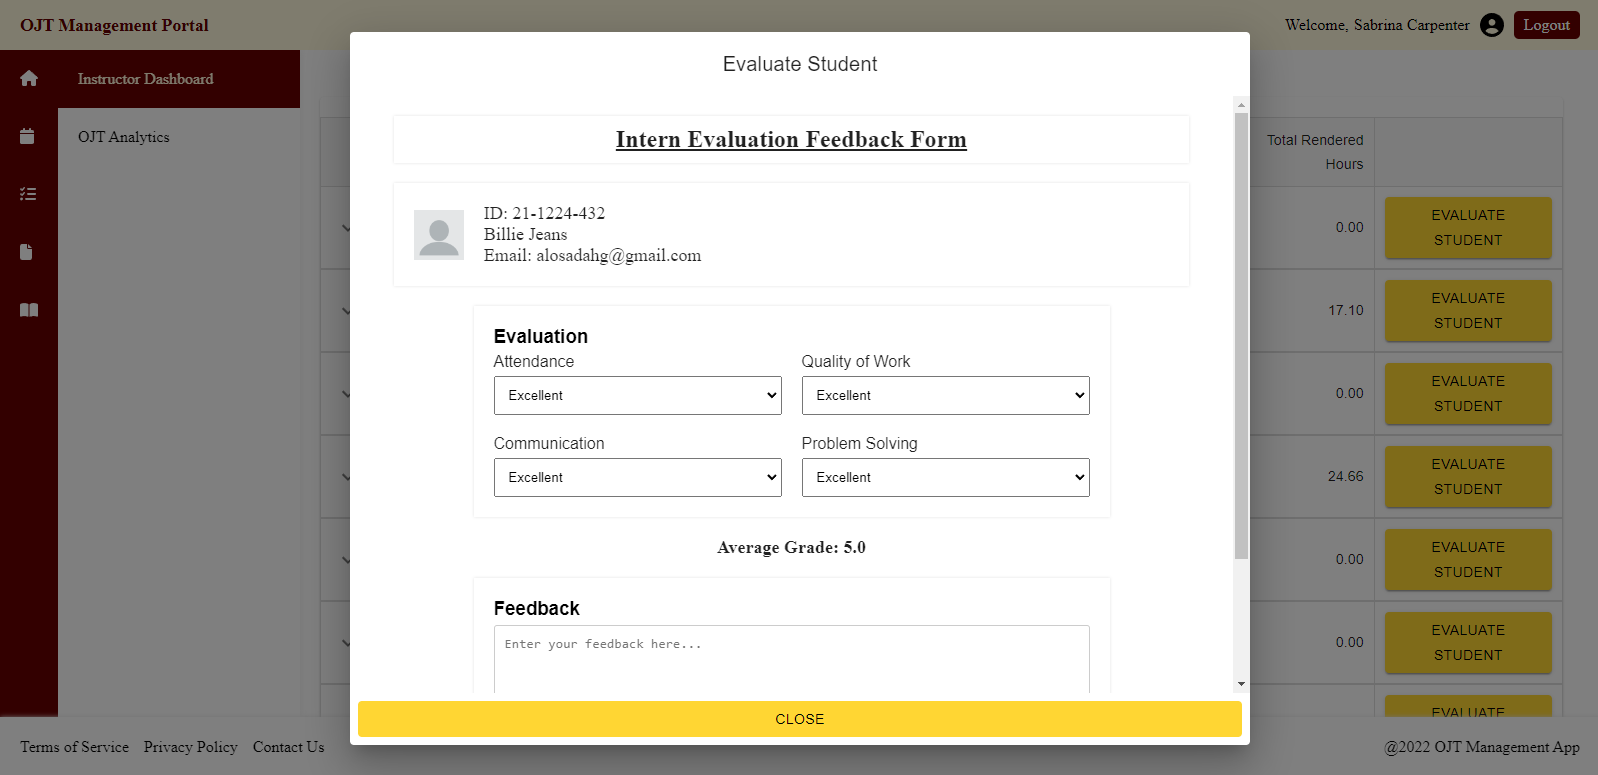 OJT Management Portal
Welcome, Sabrina Carpenter
Logout
Instructor Dashboard
OJT Analytics
Evaluate Student
Intern Evaluation Feedback Form
ID: 21-1224-432
Billie Jeans
Email: alosadahg@gmail.com
Evaluation
Attendance
Quality of Work
Excellent
Excellent
Communication
Problem Solving
Excellent
Excellent
Average Grade: 5.0
Feedback
Enter your feedback here...
CLOSE
Total Rendered
Hours
0.00
EVALUATE
STUDENT
17.10
EVALUATE
STUDENT
0.00
EVALUATE
STUDENT
24.66
EVALUATE
STUDENT
0.00
EVALUATE
STUDENT
0.00
EVALUATE
STUDENT
EVALUATE
Terms of Service
Privacy Policy
Contact Us
@2022 OJT Management App